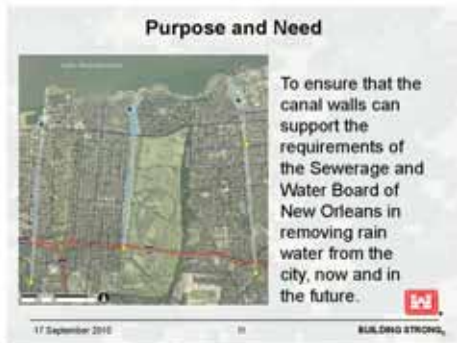 Purpose and Need
To ensure that the
canal walls can
support the
requirements of
the Sewerage and
Water Board of
New Orleans in
removing rain
water from the
city, now and in
the future.
17 September 2010
BUILDING STRONG®